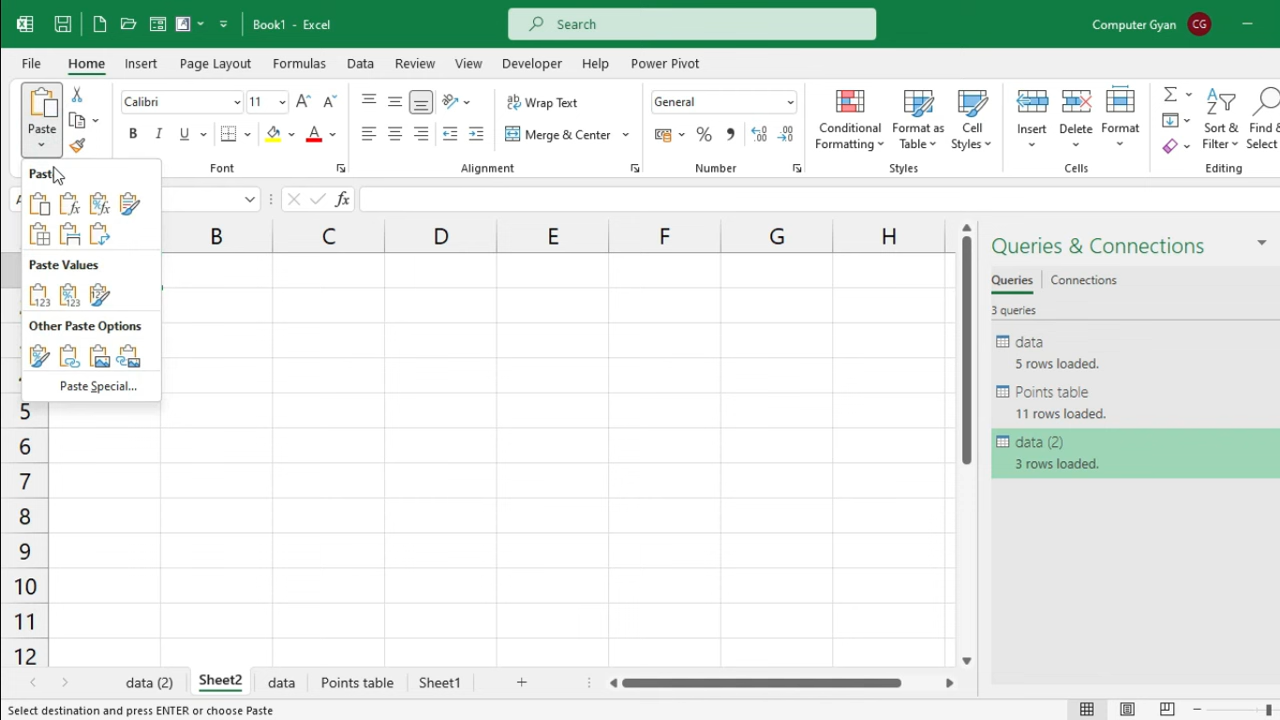 Book1 - Excel
Search
Computer Gyan
CG
File
Home
Insert
Page Layout
Formulas
Data
Review
View
Developer
Help
Power Pivot
Paste
Calibri
11
Wrap Text
Merge & Center
General
Conditional
Formatting
Format as
Table
Cell
Styles
Insert
Delete
Format
Sort &
Filter
Find &
Select
Font
Alignment
Number
Styles
Cells
Editing
Paste Values
Other Paste Options
Paste Special...
B
C
D
E
F
G
H
5
6
7
8
9
10
11
12
Queries & Connections
Queries
Connections
3 queries
data
5 rows loaded.
Points table
11 rows loaded.
data (2)
3 rows loaded.
data (2)
Sheet2
data
Points table
Sheet1
Select destination and press ENTER or choose Paste